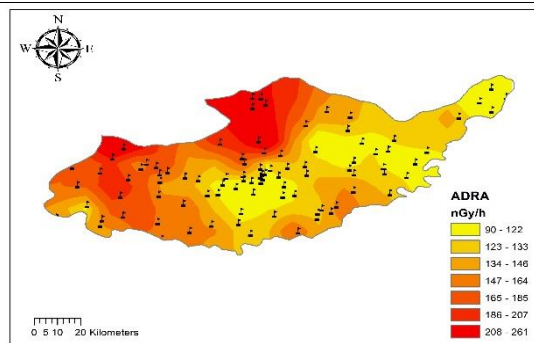 N
W E
S
ADRA
nGy/h
90 - 122
123 - 133
134 - 146
147 - 164
165 - 185
186 - 207
208 - 261
0 5 10 20 Kilometers